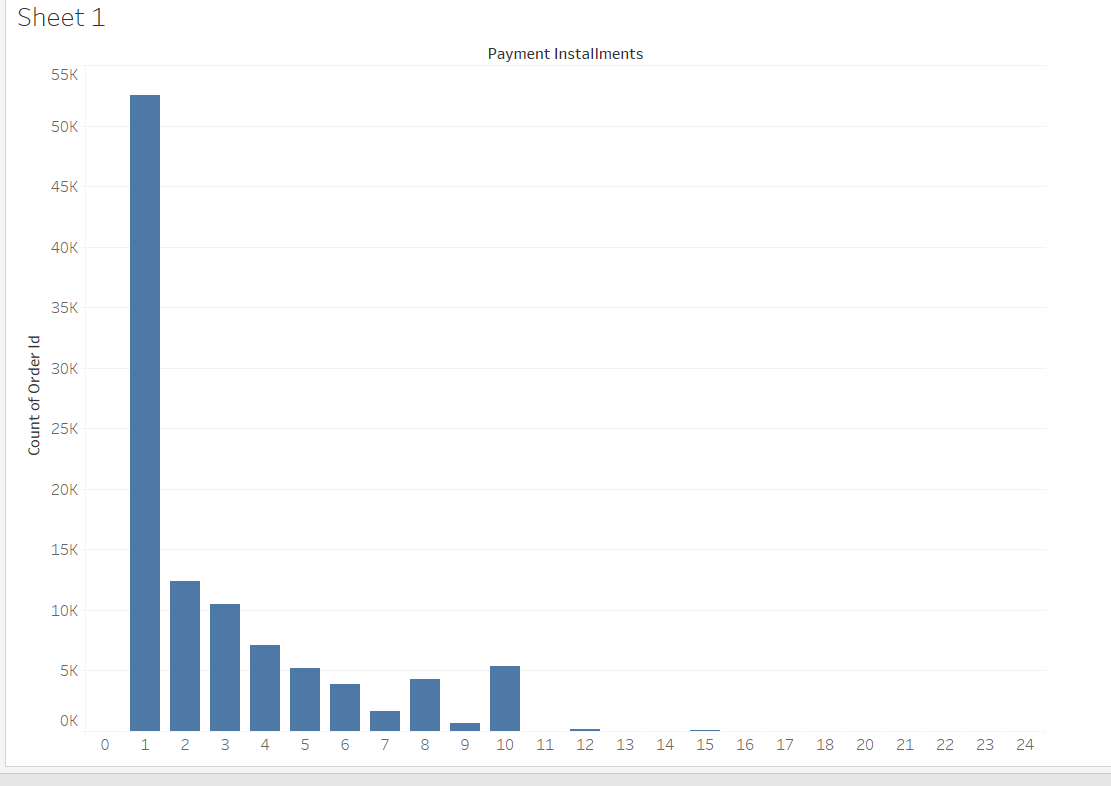 Sheet 1
Payment Installments
55K
50K
45K
40K
35K
30K
25K
20K
15K
10K
5K
0K
Count of Order Id
0 1 2 3 4 5 6 7 8 9 10 11 12 13 14 15 16 17 18 20 21 22 23 24